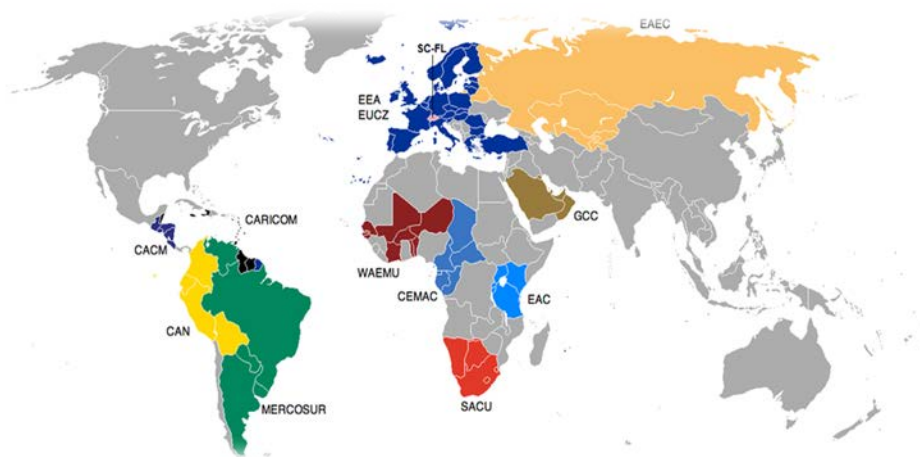 EAEC
SC-FL
EEA
EUCZ
CARICOM
CACM
GCC
WAEMU
CEMAC
EAC
CAN
MERCOSUR
SACU